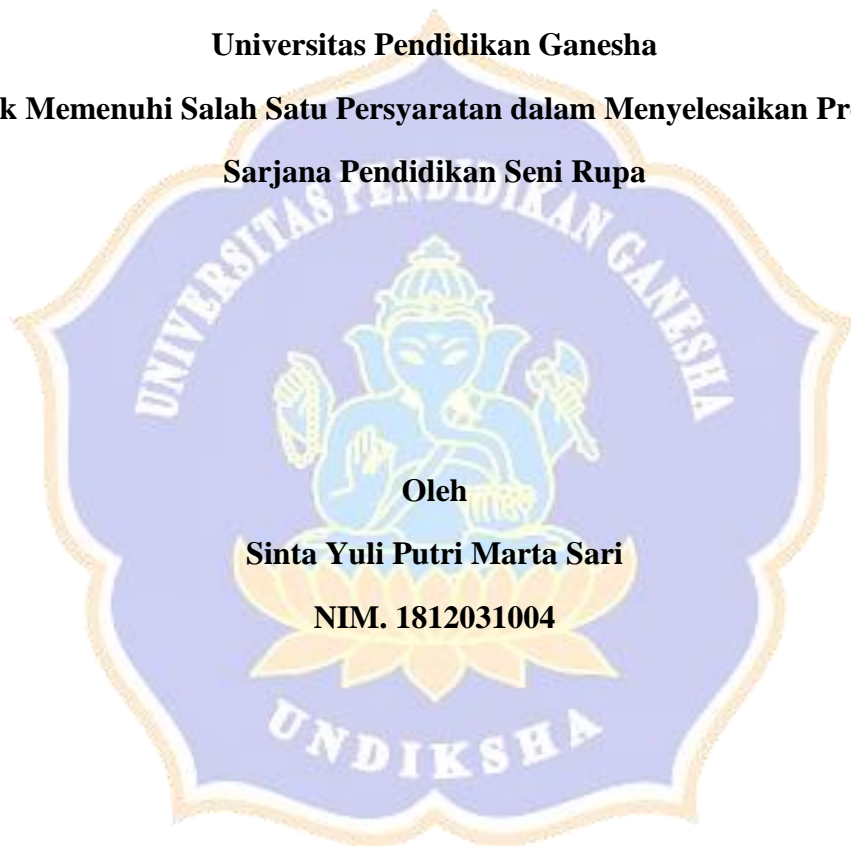 Universitas Pendidikan Ganesha
Memenuhi Salah Satu Persyaratan dalam Menyelesaikan
Sarjana Pendidikan Seni Rupa
UNIVERSITAS PENDIDIKAN GANESHA
Oleh
Sinta Yuli Putri Marta Sari
NIM. 1812031004
UNDIKSHA